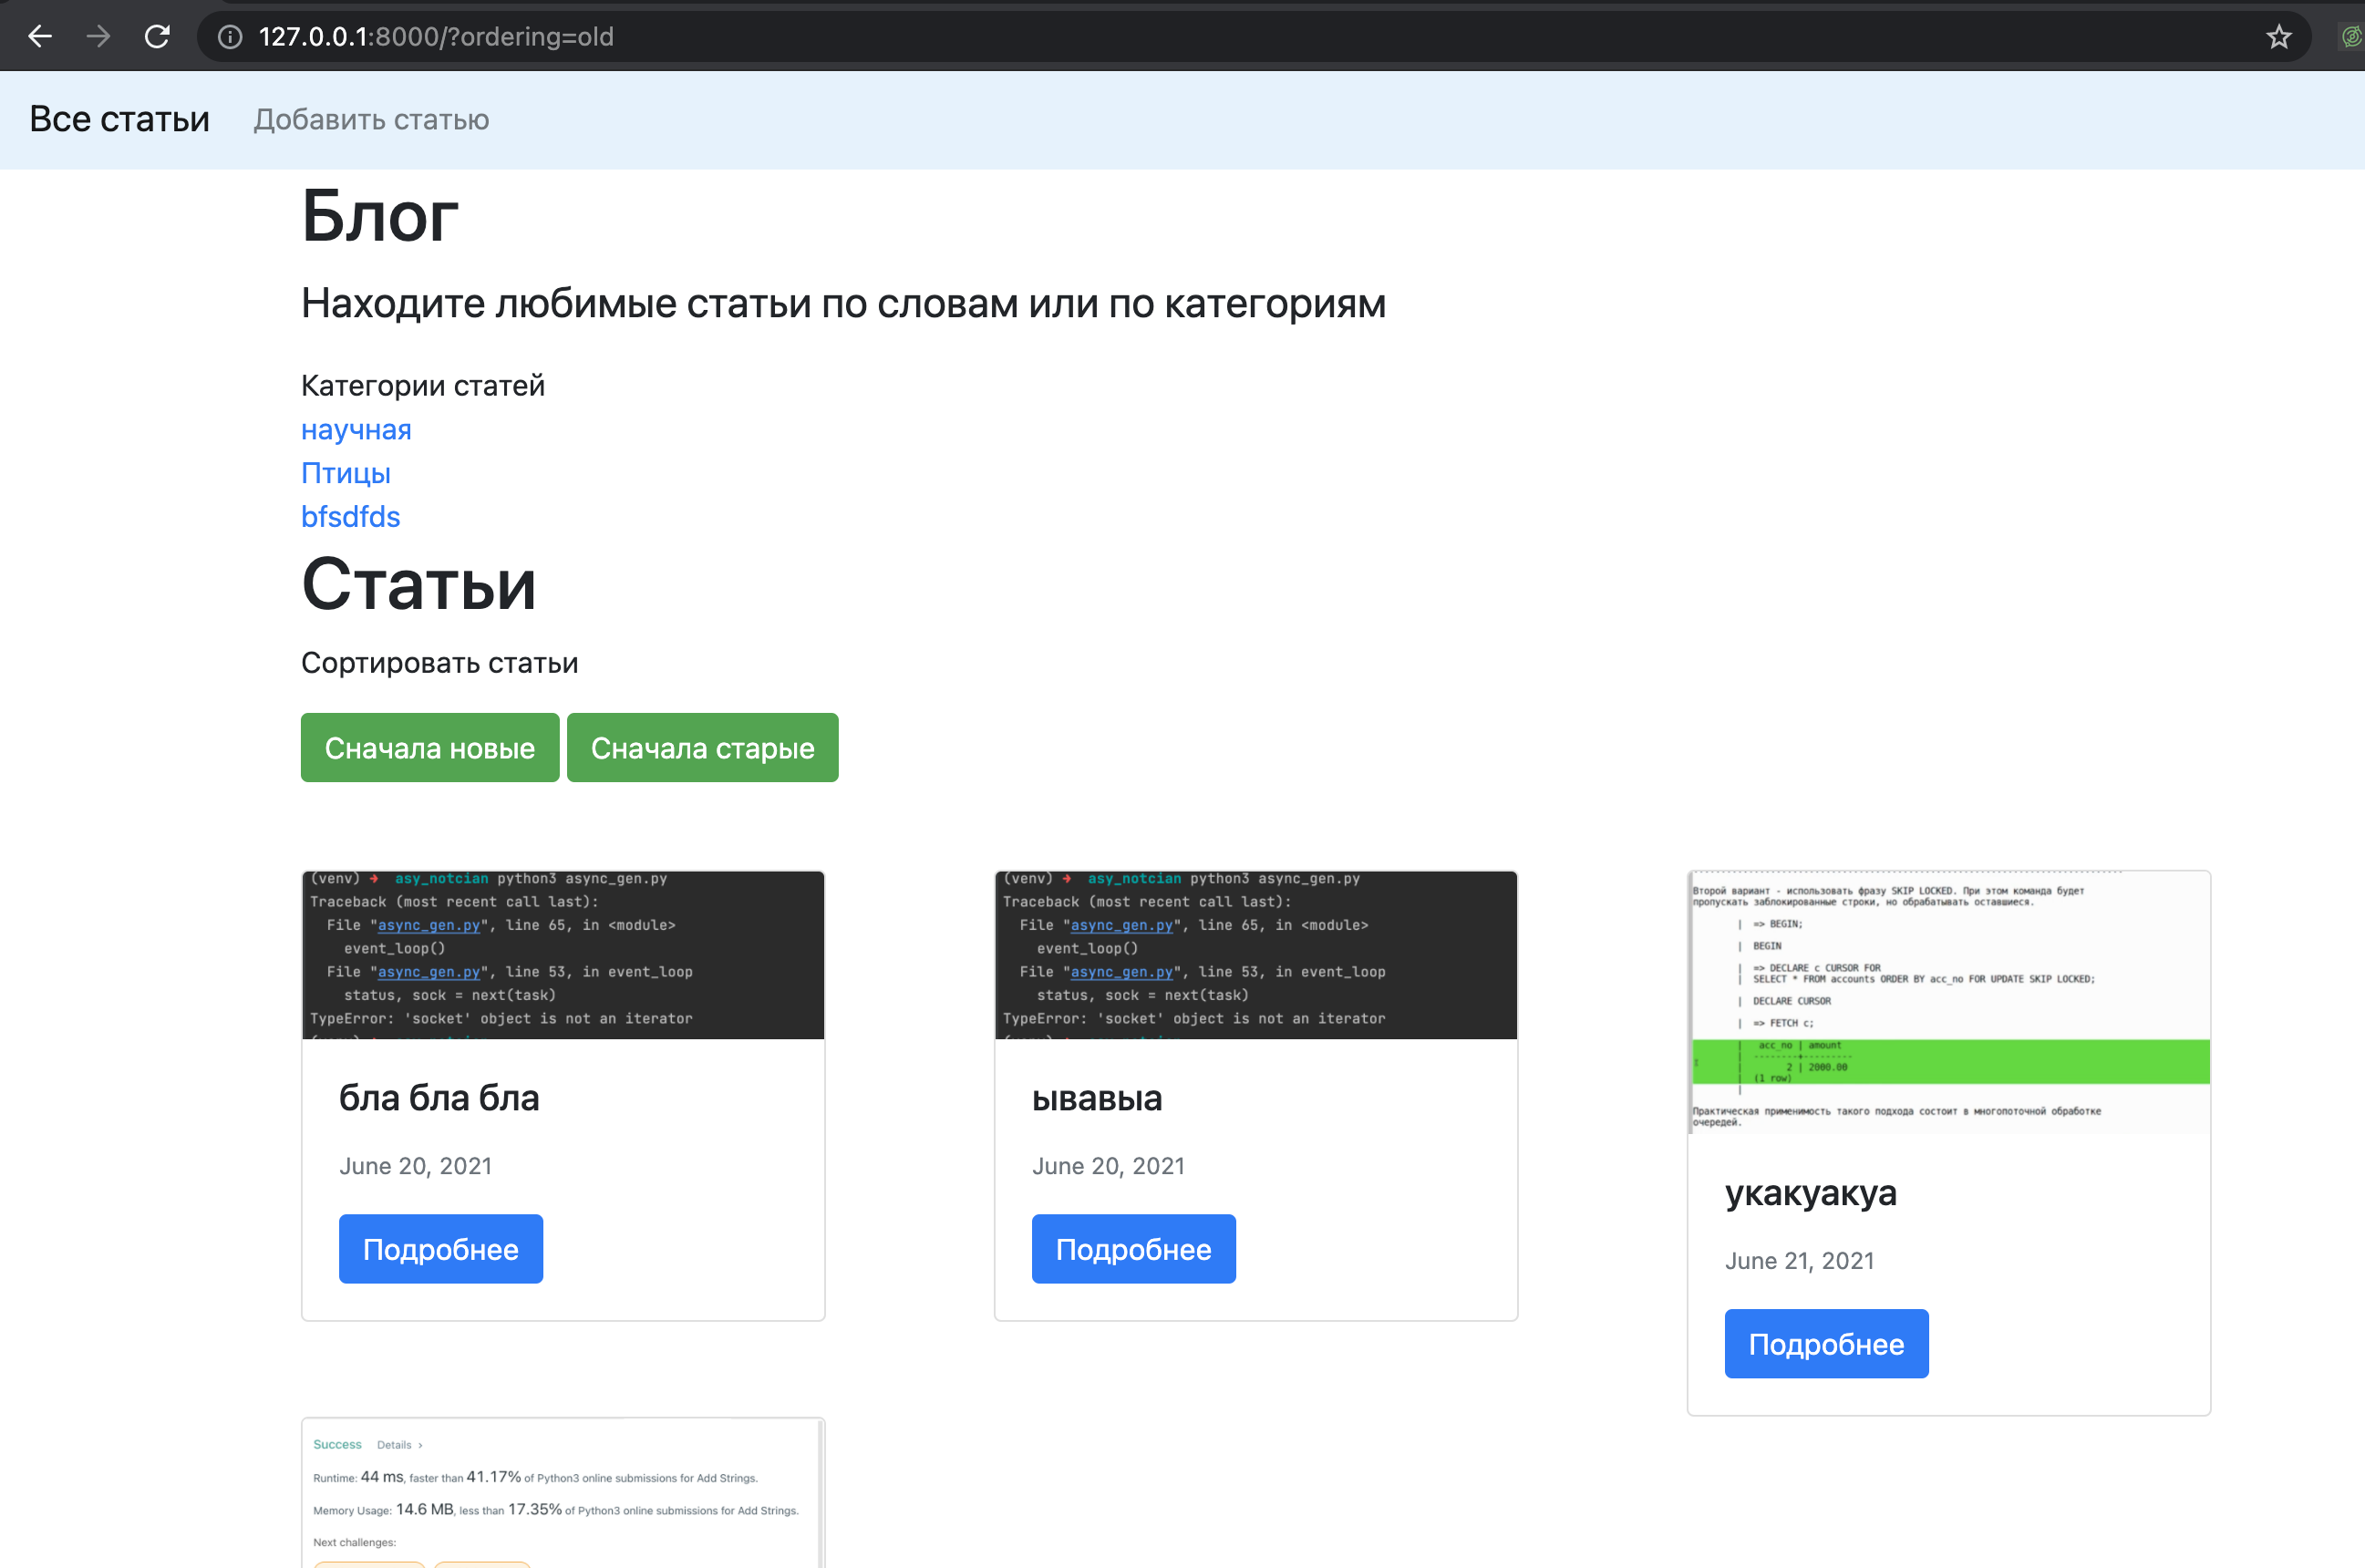 127.0.0.1:8000/?ordering=old
Все статьи Добавить статью
Блог
Находите любимые статьи по словам или по категориям
Категории статей
научная
Птицы
bfsdfds
Статьи
Сортировать статьи
Сначала новые Сначала старые
(venv) → asy_notcian python3 async_gen.py
Traceback (most recent call last):
File "async_gen.py", line 65, in <module>
event_loop()
File "async_gen.py", line 53, in event_loop
status, sock = next(task)
TypeError: 'socket' object is not an iterator
бла бла бла
June 20, 2021
Подробнее
(venv) → asy_notcian python3 async_gen.py
Traceback (most recent call last):
File "async_gen.py", line 65, in <module>
event_loop()
File "async_gen.py", line 53, in event_loop
status, sock = next(task)
TypeError: 'socket' object is not an iterator
ывавыа
June 20, 2021
Подробнее
Второй вариант - использовать фразу SKIP LOCKED. При этом команда будет
пропускать заблокированные строки, но обрабатывать оставшиеся.
| => BEGIN;
| BEGIN
| => DECLARE c CURSOR FOR
| SELECT * FROM accounts ORDER BY acc_no FOR UPDATE SKIP LOCKED;
| DECLARE CURSOR
| => FETCH c;
| acc_no | amount
| --------+---------
| 2 | 2000.00
| (1 row)
|
Практическая применимость такого подхода состоит в многопоточной обработке
очередей.
укакуакуа
June 21, 2021
Подробнее
Success Details >
Runtime: 44 ms, faster than 41.17% of Python3 online submissions for Add Strings.
Memory Usage: 14.6 MB, less than 17.35% of Python3 online submissions for Add Strings.
Next challenges: